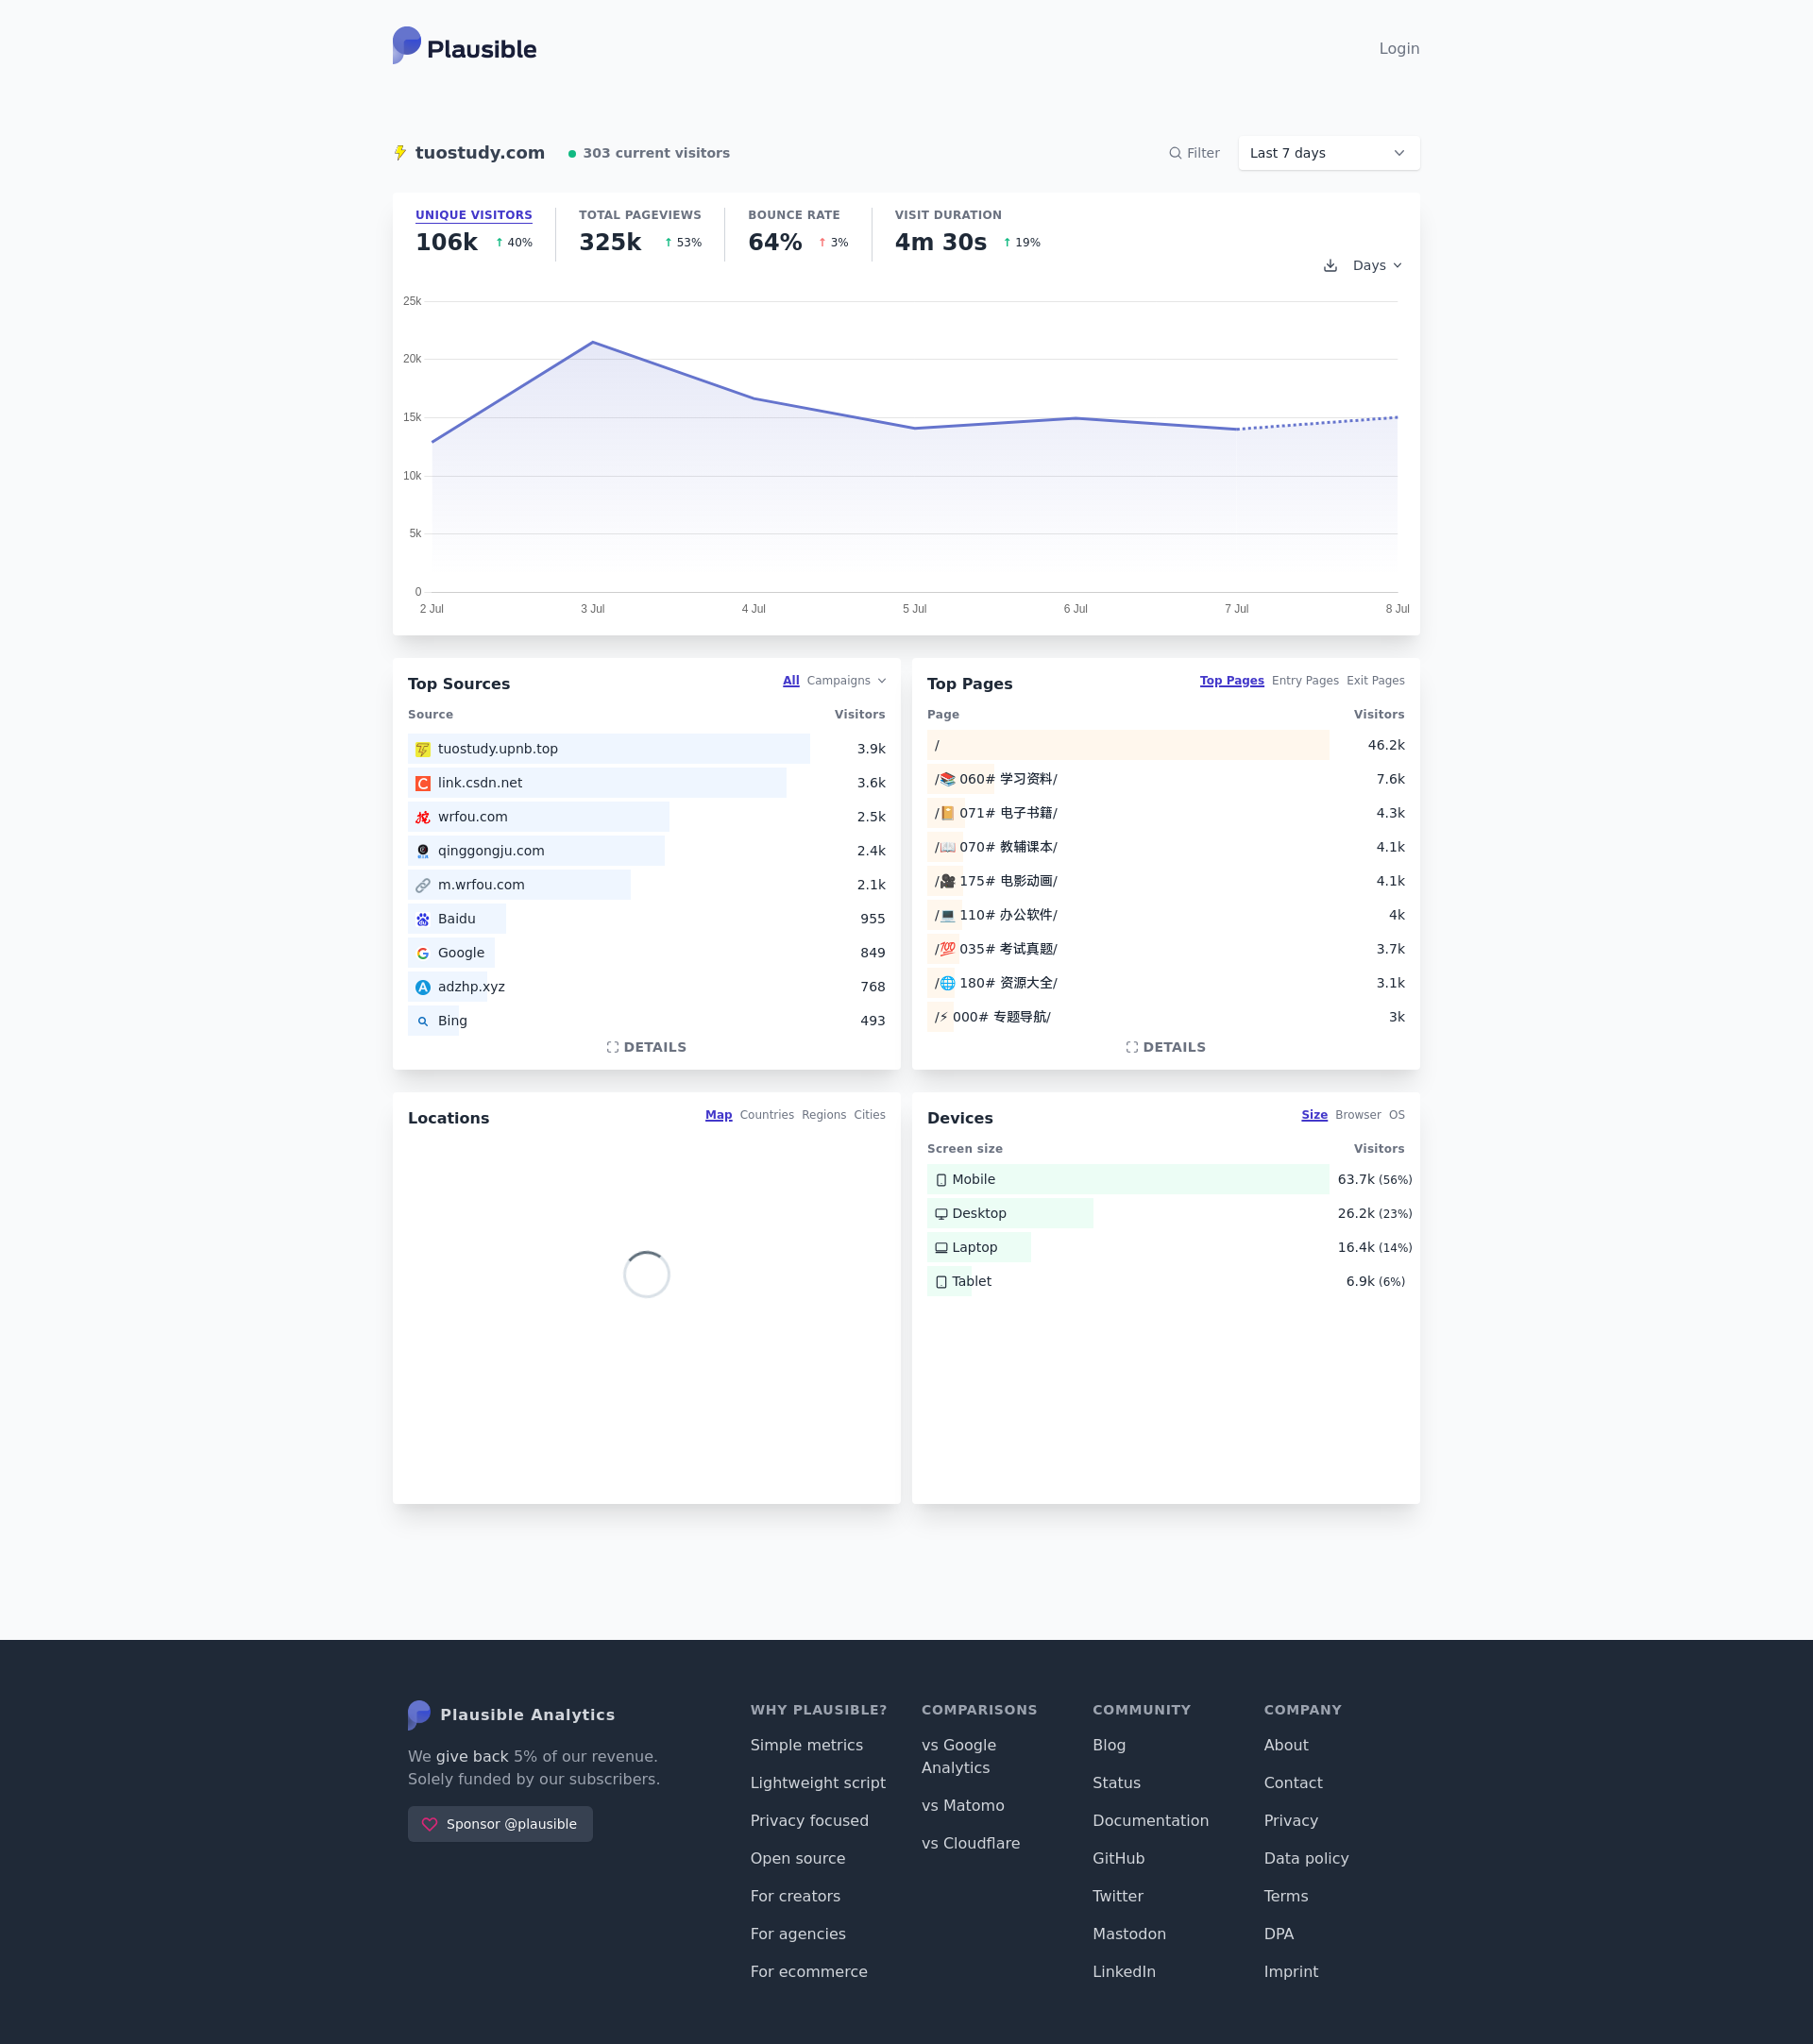 Plausible
Login
tuostudy.com
303 current visitors
Filter
Last 7 days
UNIQUE VISITORS
106k ↑ 40%
TOTAL PAGEVIEWS
325k ↑ 53%
BOUNCE RATE
64% ↑ 3%
VISIT DURATION
4m 30s ↑ 19%
Days
25k
20k
15k
10k
5k
0
2 Jul 3 Jul 4 Jul 5 Jul 6 Jul 7 Jul 8 Jul
Top Sources
All Campaigns
Source Visitors
tuostudy.upnb.top 3.9k
link.csdn.net 3.6k
wrfou.com 2.5k
qinggongju.com 2.4k
m.wrfou.com 2.1k
Baidu 955
Google 849
adzhp.xyz 768
Bing 493
DETAILS
Top Pages
Top Pages Entry Pages Exit Pages
Page Visitors
/ 46.2k
/📚 060# 学习资料/ 7.6k
/📔 071# 电子书籍/ 4.3k
/📖 070# 教辅课本/ 4.1k
/🎥 175# 电影动画/ 4.1k
/💻 110# 办公软件/ 4k
/💯 035# 考试真题/ 3.7k
/🌐 180# 资源大全/ 3.1k
/⚡ 000# 专题导航/ 3k
DETAILS
Locations
Map Countries Regions Cities
Devices
Size Browser OS
Screen size Visitors
Mobile 63.7k (56%)
Desktop 26.2k (23%)
Laptop 16.4k (14%)
Tablet 6.9k (6%)
Plausible Analytics
We give back 5% of our revenue.
Solely funded by our subscribers.
Sponsor @plausible
WHY PLAUSIBLE?
Simple metrics
Lightweight script
Privacy focused
Open source
For creators
For agencies
For ecommerce
COMPARISONS
vs Google
Analytics
vs Matomo
vs Cloudflare
COMMUNITY
Blog
Status
Documentation
GitHub
Twitter
Mastodon
LinkedIn
COMPANY
About
Contact
Privacy
Data policy
Terms
DPA
Imprint